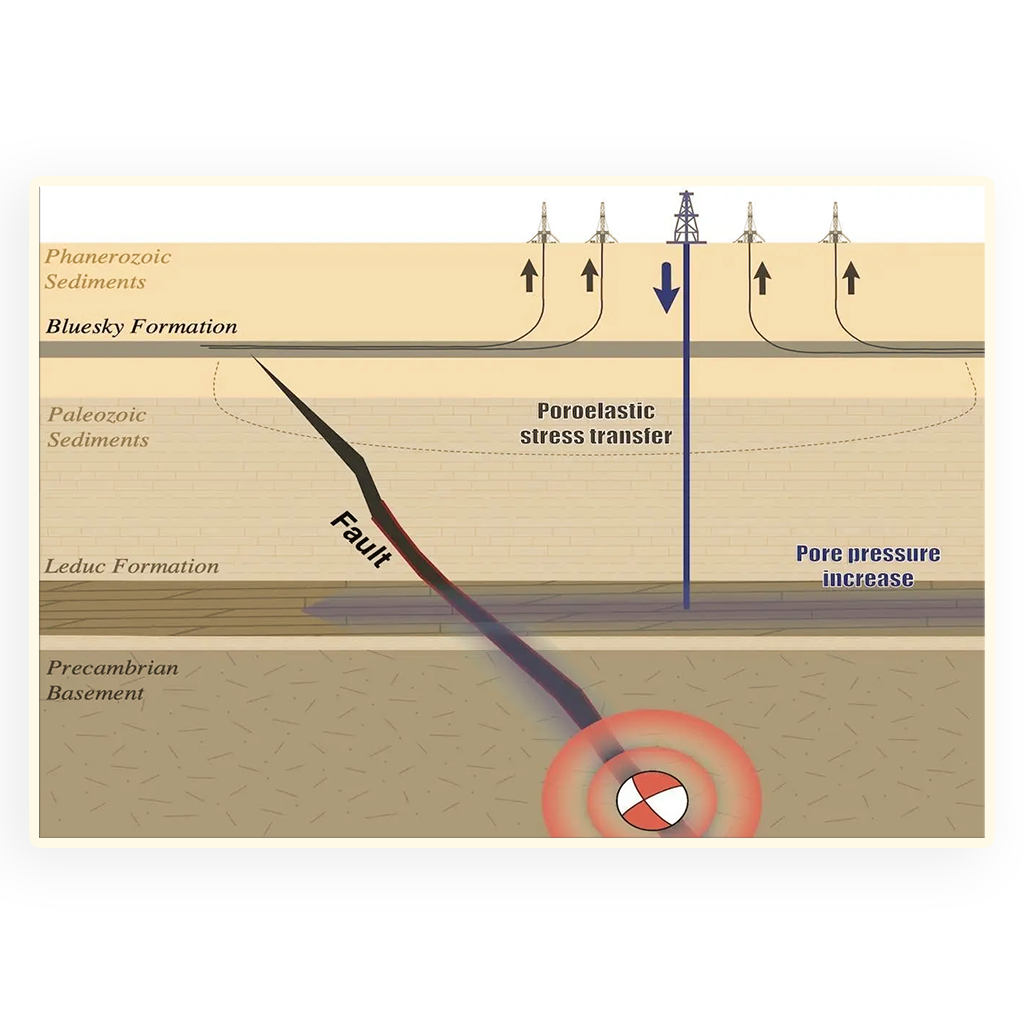 Phanerozoic
Sediments
Bluesky Formation
Paleozoic
Sediments
Poroelastic
stress transfer
Fault
Pore pressure
increase
Leduc Formation
Precambrian
Basement